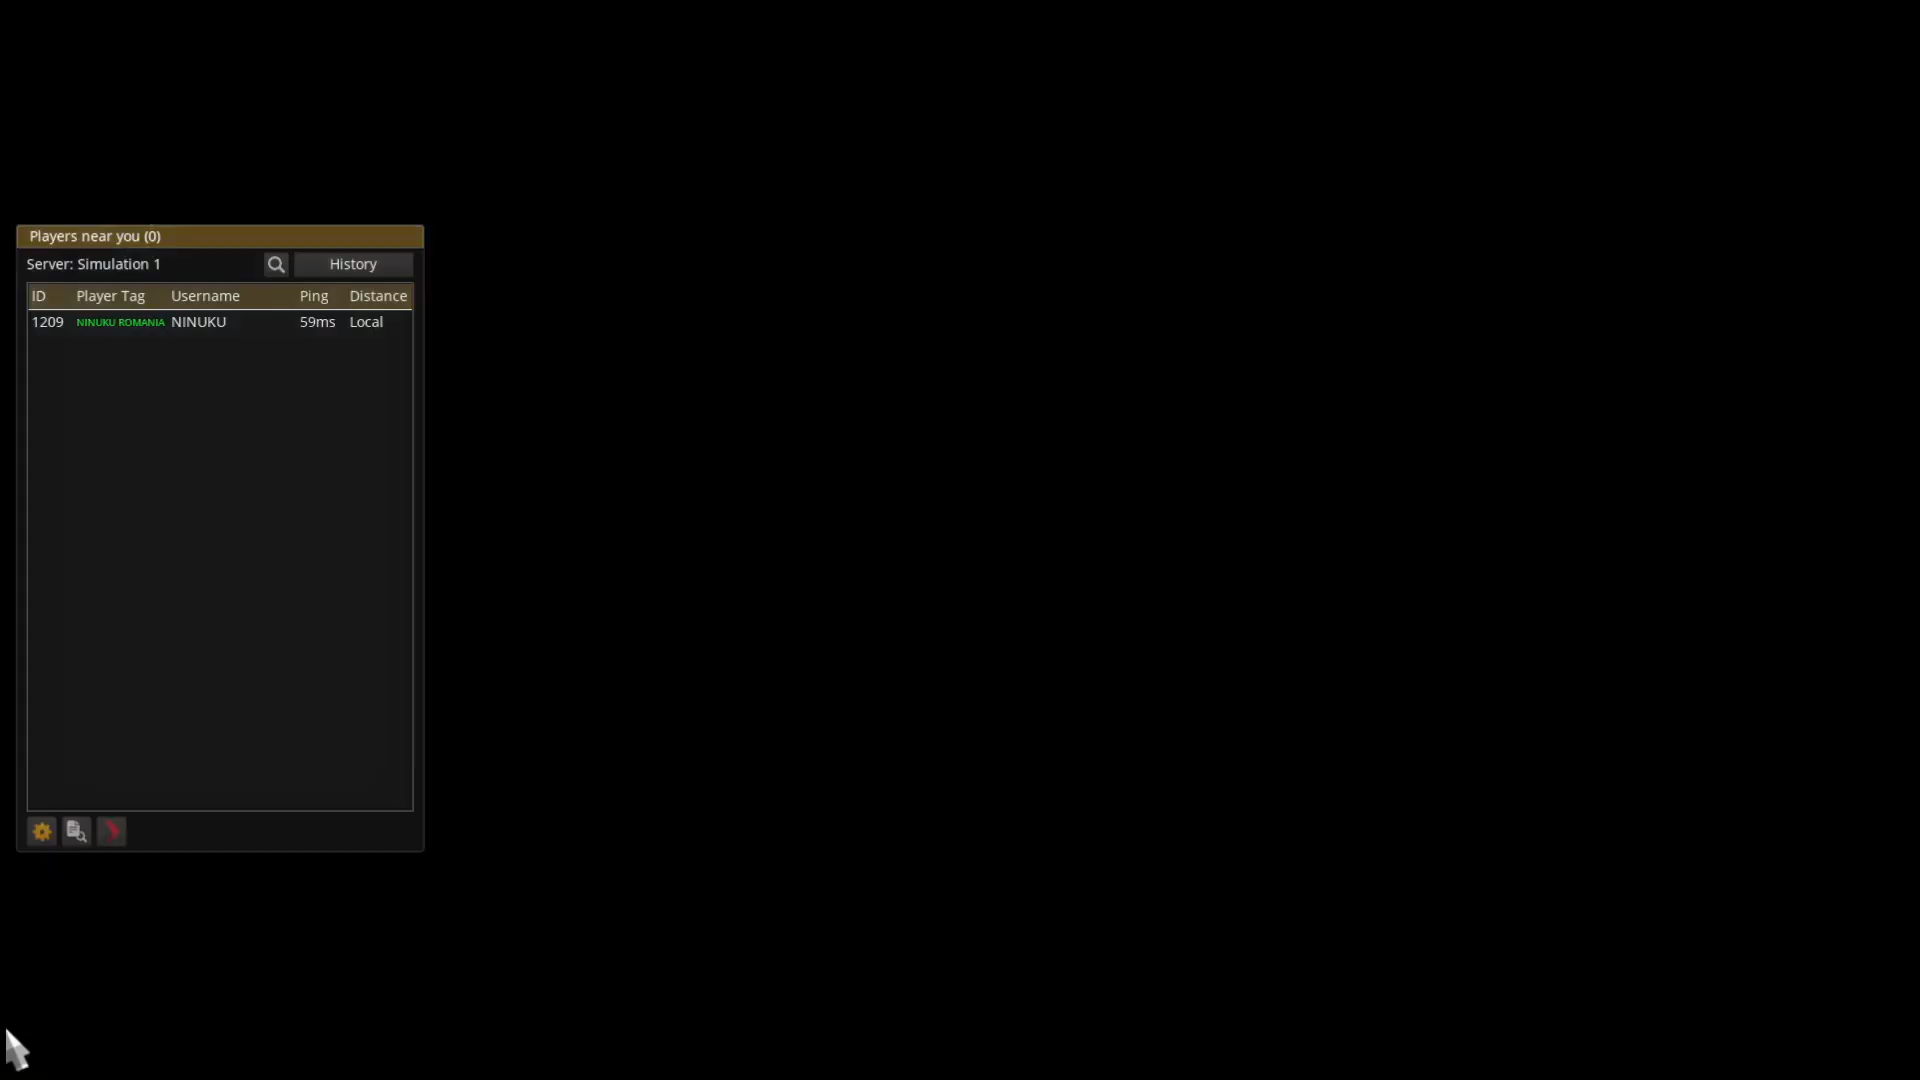 Players near you (0)
Server: Simulation 1 History
ID Player Tag Username Ping Distance
1209 NINUKU ROMANIA NINUKU 59ms Local